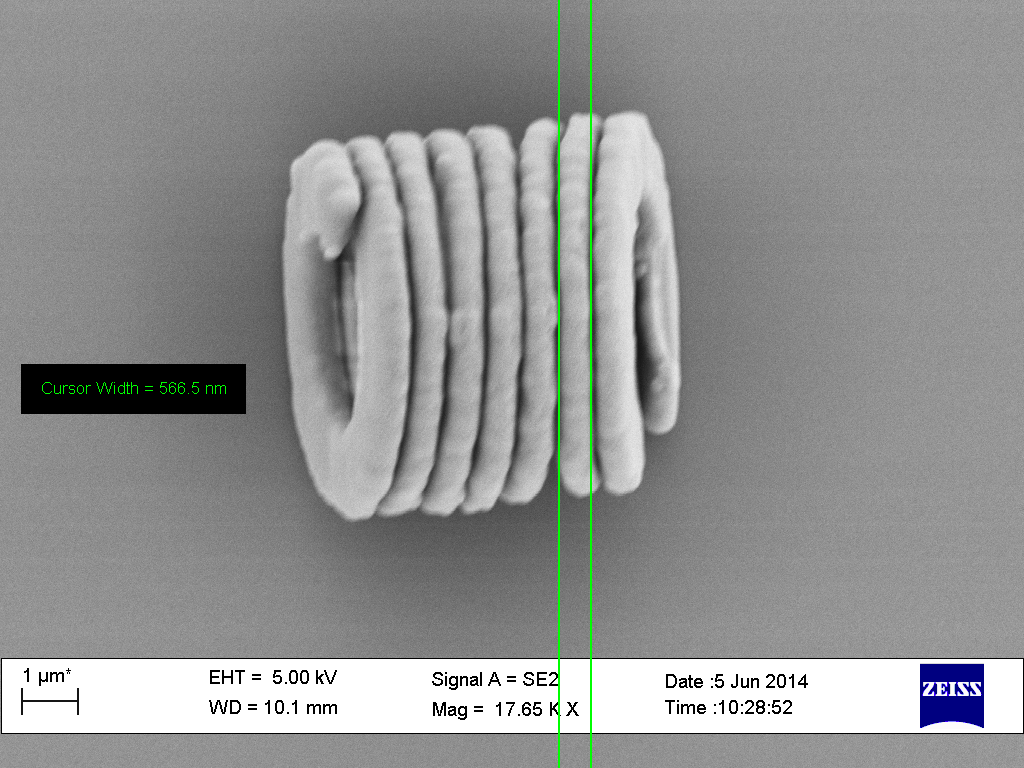 Cursor Width = 566.5 nm
1 µm*
EHT = 5.00 kV
Signal A = SE2
Date :5 Jun 2014
WD = 10.1 mm
Mag = 17.65 K X
Time :10:28:52
ZEISS